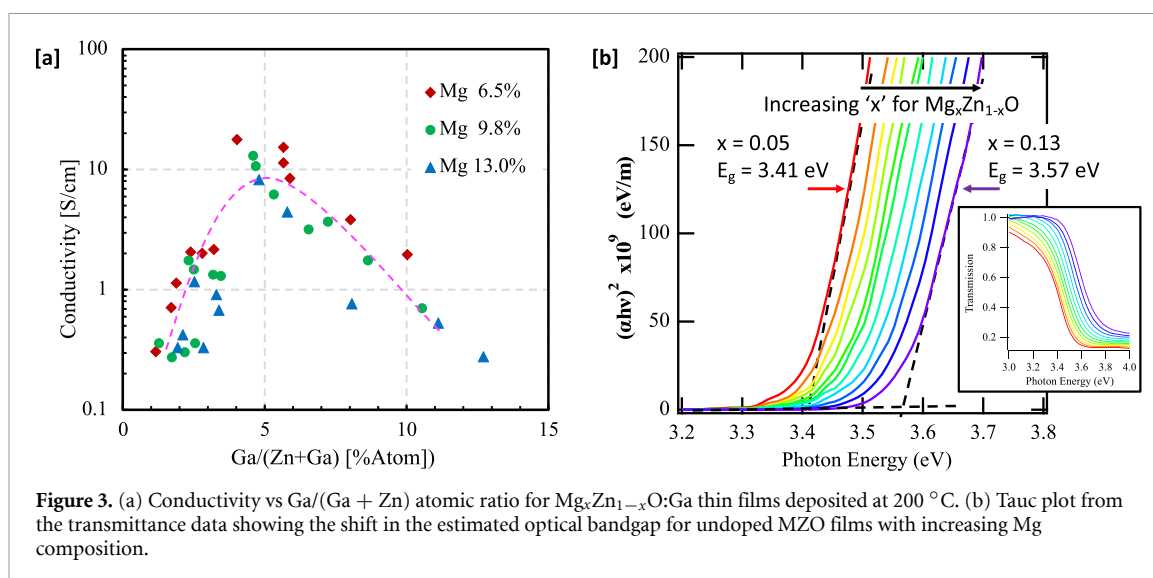 [a]
100
10
1
0.1
Conductivity [S/cm]
Mg 6.5%
Mg 9.8%
Mg 13.0%
0 5 10 15
Ga/(Zn+Ga) [%Atom])
[b]
200
150
100
50
0
(αhν)² x10⁹ (eV/m)
Increasing ‘x’ for MgₓZn₁₋ₓO
x = 0.05
E_g = 3.41 eV
x = 0.13
E_g = 3.57 eV
1.0
0.8
0.6
0.4
0.2
Transmission
3.0 3.2 3.4 3.6 3.8 4.0
Photon Energy (eV)
3.2 3.3 3.4 3.5 3.6 3.7 3.8
Photon Energy (eV)
Figure 3. (a) Conductivity vs Ga/(Ga + Zn) atomic ratio for MgₓZn₁₋ₓO:Ga thin films deposited at 200 °C. (b) Tauc plot from
the transmittance data showing the shift in the estimated optical bandgap for undoped MZO films with increasing Mg
composition.